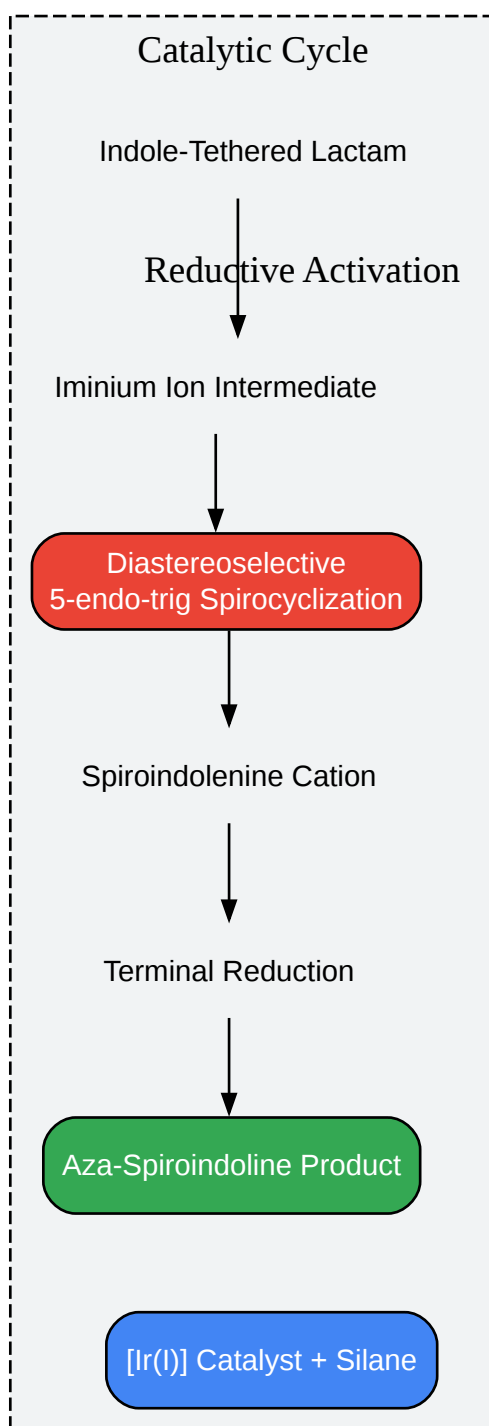 Catalytic Cycle
Indole-Tethered Lactam
Reductive Activation
Iminium Ion Intermediate
Diastereoselective
5-endo-trig Spirocyclization
Spiroindolenine Cation
Terminal Reduction
Aza-Spiroindoline Product
[Ir(I)] Catalyst + Silane